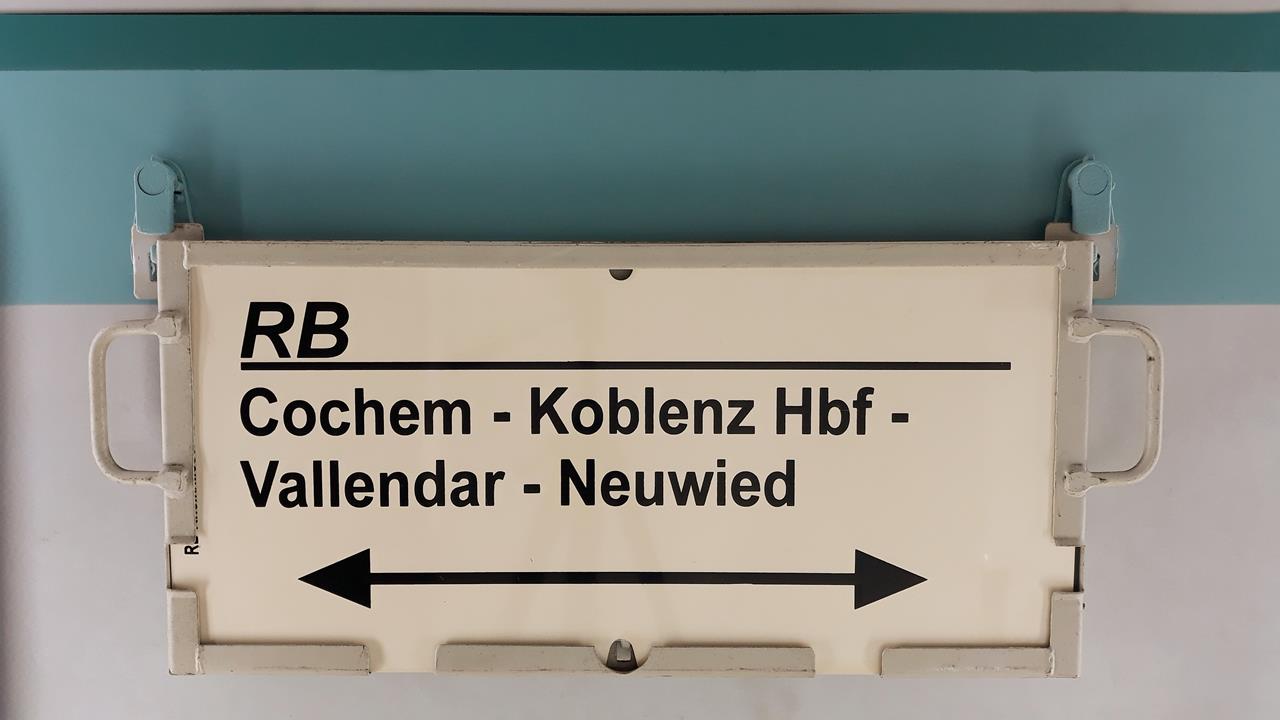 RB
Cochem - Koblenz Hbf -
Vallendar - Neuwied